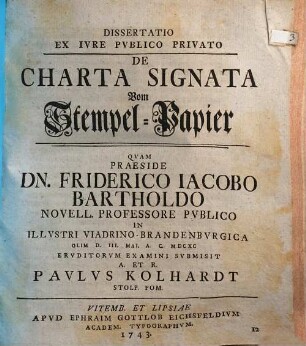 3
DISSERTATIO
EX IVRE PVBLICO PRIVATO
DE
CHARTA SIGNATA
Vom
Stempel=Papier
QVAM
PRAESIDE
DN. FRIDERICO IACOBO
BARTHOLDO
NOVELL. PROFESSORE PVBLICO
IN
ILLVSTRI VIADRINO-BRANDENBVRGICA
OLIM D. III. MAI. A. C. MDCXC
ERVDITORVM EXAMINI SVBMISIT
A. ET R.
PAVLVS KOLHARDT
STOLP. POM.
VITEMB. ET LIPSIAE
APVD EPHRAIM GOTTLOB EICHSFELDIVM
ACADEM. TYPOGRAPHVM.
1743.
12